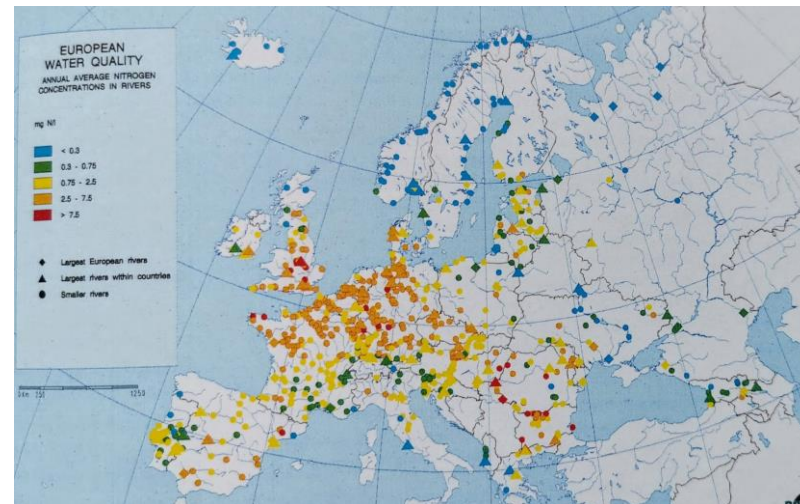 EUROPEAN
WATER QUALITY
ANNUAL AVERAGE NITROGEN
CONCENTRATIONS IN RIVERS
mg N/l
< 0.3
0.3 - 0.75
0.75 - 2.5
2.5 - 7.5
> 7.5
Largest European rivers
Largest rivers within countries
Smaller rivers
1250